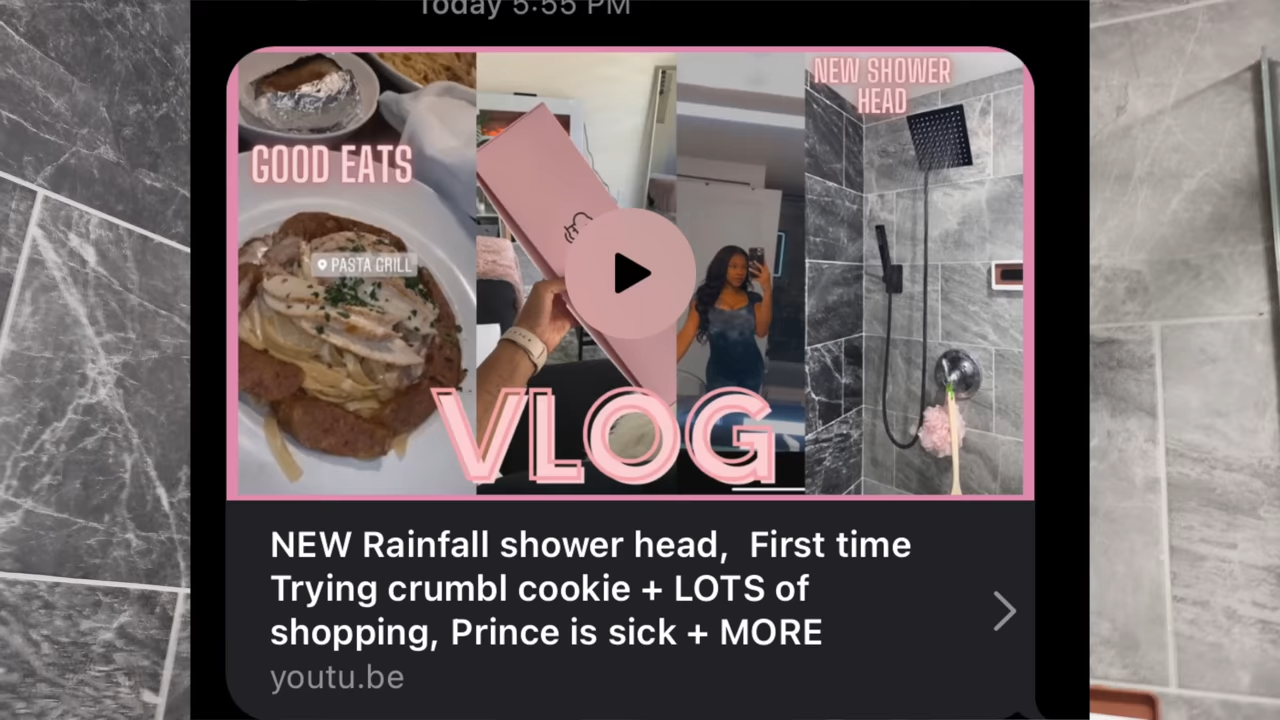 Today 5:55 PM
NEW SHOWER
HEAD
GOOD EATS
PASTA GRILL
VLOG
NEW Rainfall shower head,  First time
Trying crumbl cookie + LOTS of
shopping, Prince is sick + MORE
youtu.be